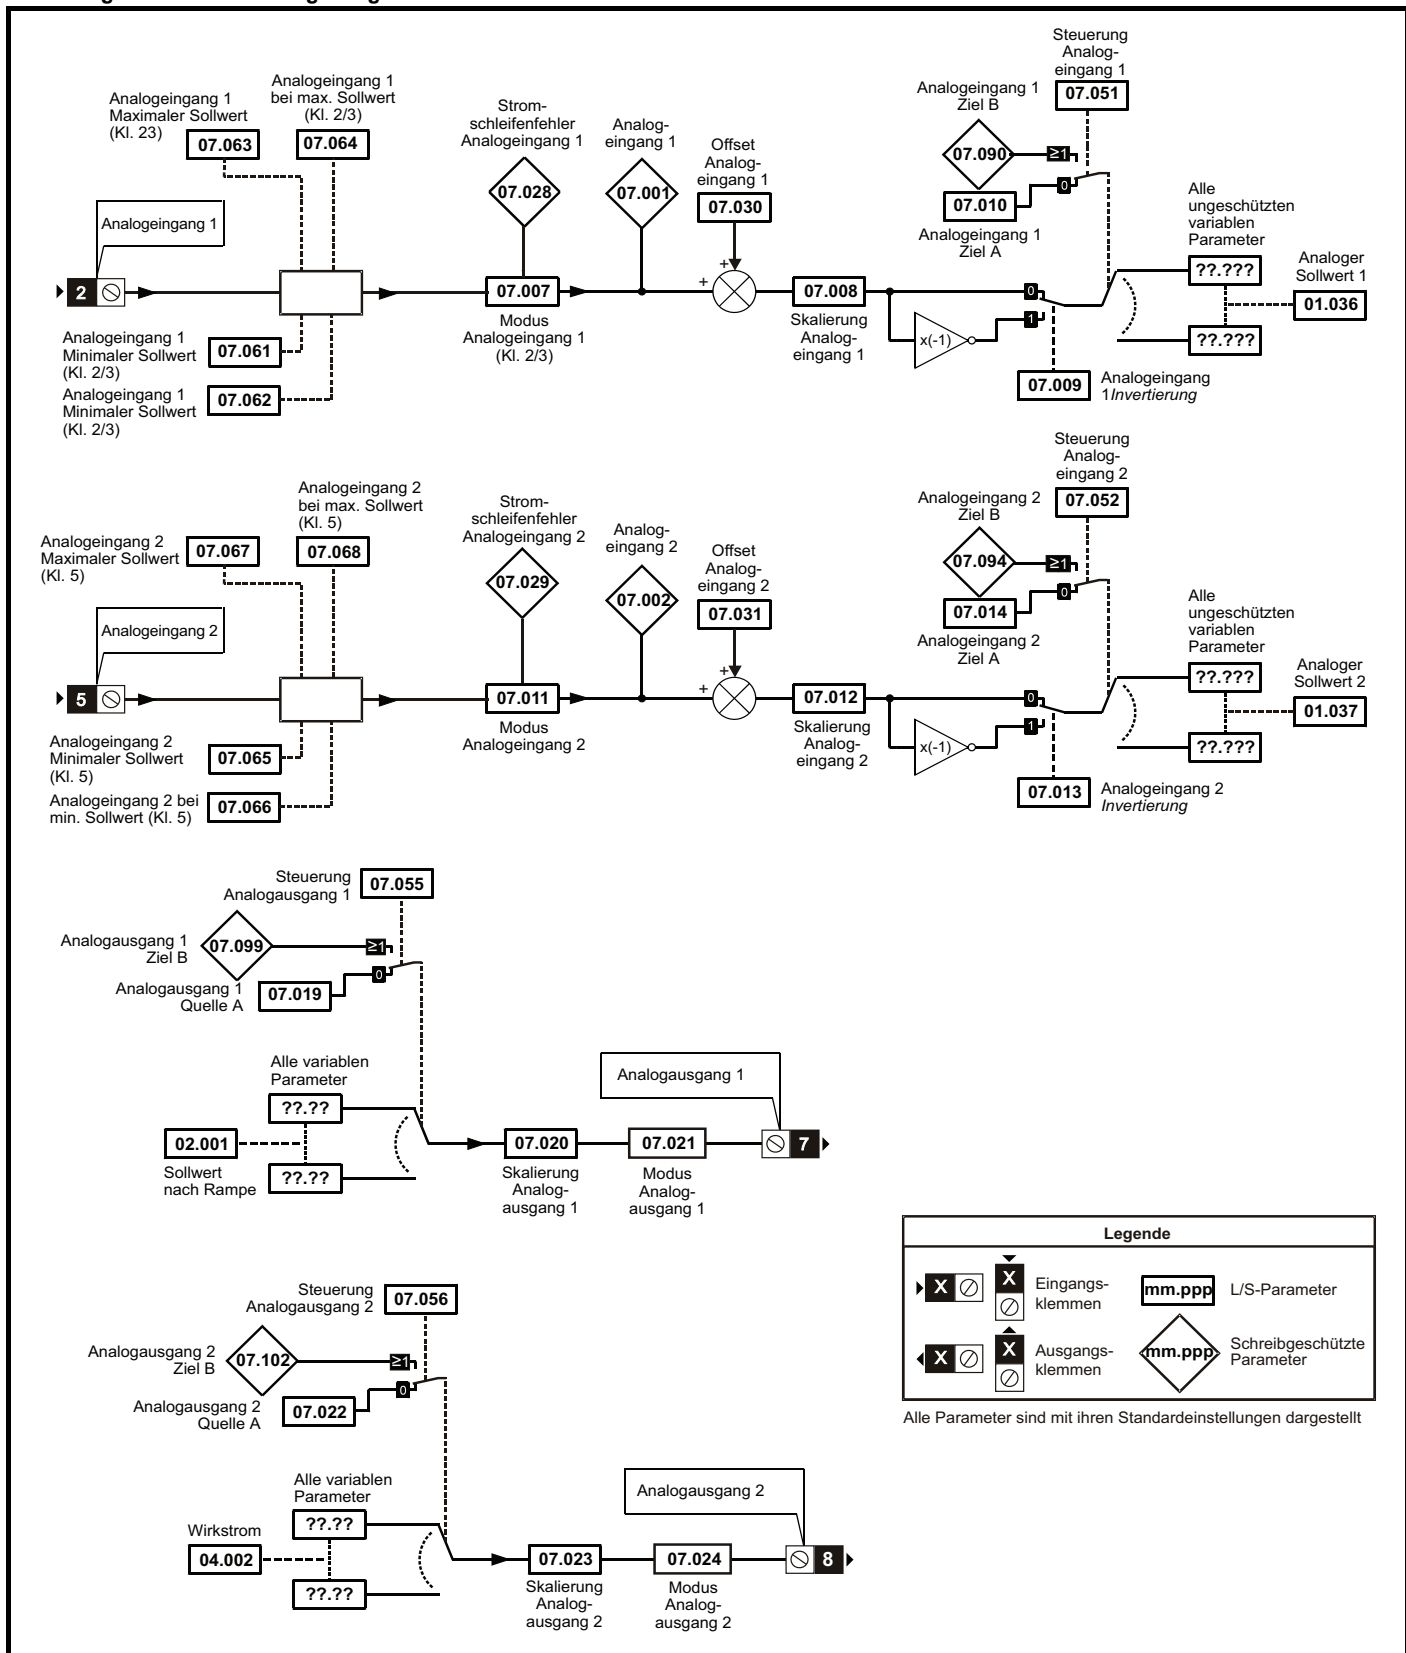 Analogeingang 1
Maximaler Sollwert
(Kl. 23)
07.063
Analogeingang 1
bei max. Sollwert
(Kl. 2/3)
07.064
Strom-
schleifenfehler
Analogeingang 1
07.028
Analog-
eingang 1
07.001
Offset
Analog-
eingang 1
07.030
Analogeingang 1
Ziel B
07.090
≥1
0
07.010
Analogeingang 1
Ziel A
Steuerung
Analog-
eingang 1
07.051
Alle
ungeschützten
variablen
Parameter
??.???
??.???
Analoger
Sollwert 1
01.036
Analogeingang 1
2
07.007
Modus
Analogeingang 1
(Kl. 2/3)
+
+
07.008
Skalierung
Analog-
eingang 1
x(-1)
0
1
07.009
Analogeingang
1Invertierung
Analogeingang 1
Minimaler Sollwert
(Kl. 2/3)
07.061
Analogeingang 1
Minimaler Sollwert
(Kl. 2/3)
07.062
Analogeingang 2
Maximaler Sollwert
(Kl. 5)
07.067
Analogeingang 2
bei max. Sollwert
(Kl. 5)
07.068
Strom-
schleifenfehler
Analogeingang 2
07.029
Analog-
eingang 2
07.002
Offset
Analog-
eingang 2
07.031
Analogeingang 2
Ziel B
07.094
≥1
0
07.014
Analogeingang 2
Ziel A
Steuerung
Analog-
eingang 2
07.052
Alle
ungeschützten
variablen
Parameter
??.???
??.???
Analoger
Sollwert 2
01.037
Analogeingang 2
5
07.011
Modus
Analogeingang 2
+
+
07.012
Skalierung
Analog-
eingang 2
x(-1)
0
1
07.013
Analogeingang 2
Invertierung
Analogeingang 2
Minimaler Sollwert
(Kl. 5)
07.065
Analogeingang 2 bei
min. Sollwert (Kl. 5)
07.066
Steuerung
Analogausgang 1
07.055
Analogausgang 1
Ziel B
07.099
≥1
0
Analogausgang 1
Quelle A
07.019
Alle variablen
Parameter
??.??
02.001
Sollwert
nach Rampe
??.??
07.020
Skalierung
Analog-
ausgang 1
07.021
Modus
Analog-
ausgang 1
Analogausgang 1
7
Steuerung
Analogausgang 2
07.056
Analogausgang 2
Ziel B
07.102
≥1
0
Analogausgang 2
Quelle A
07.022
Alle variablen
Parameter
??.??
Wirkstrom
04.002
??.??
07.023
Skalierung
Analog-
ausgang 2
07.024
Modus
Analog-
ausgang 2
Analogausgang 2
8
Legende
X
X
Eingangs-
klemmen
mm.ppp
L/S-Parameter
X
X
Ausgangs-
klemmen
mm.ppp
Schreibgeschützte
Parameter
Alle Parameter sind mit ihren Standardeinstellungen dargestellt